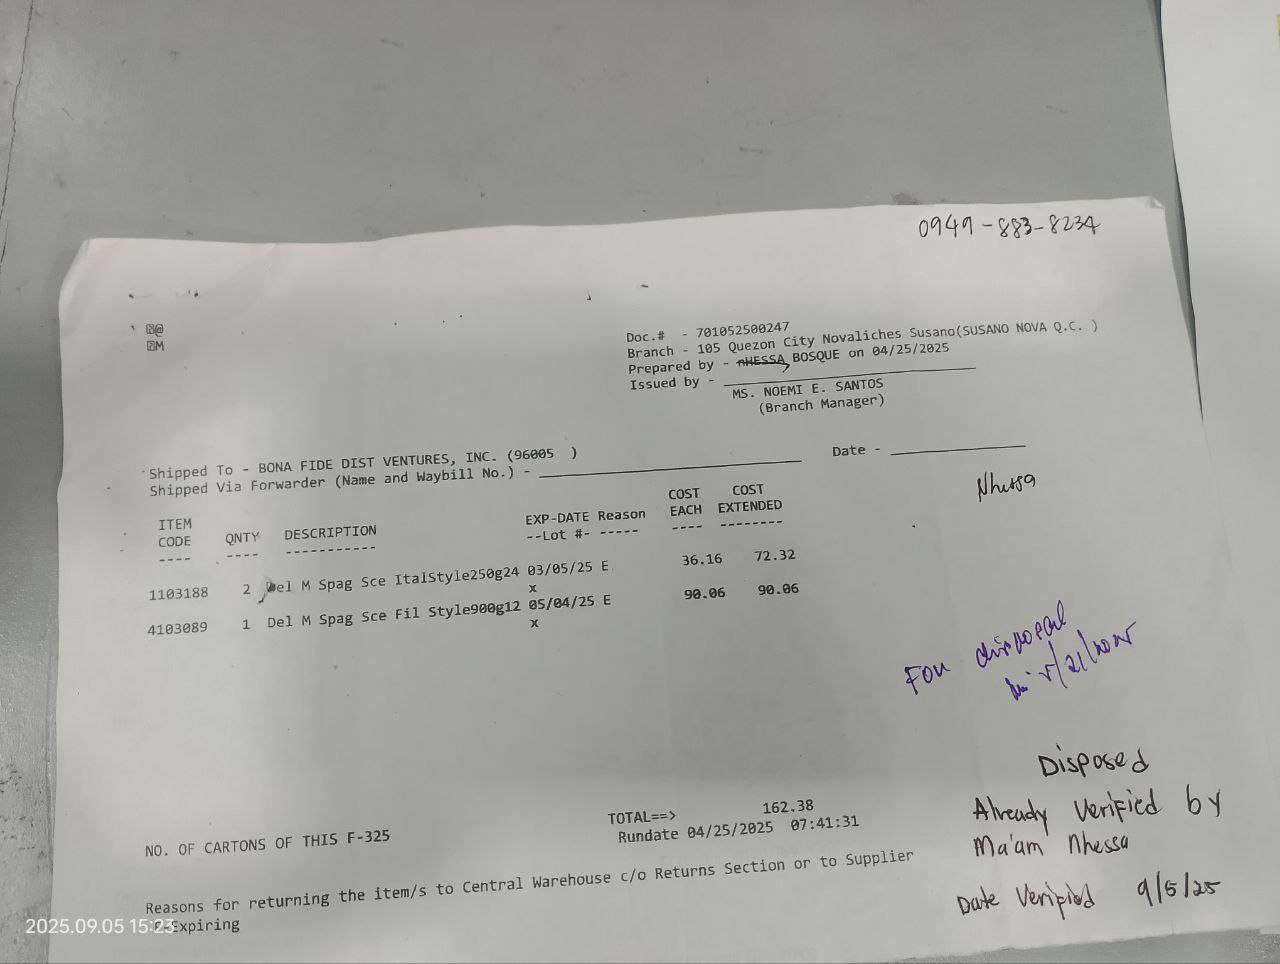 0949-883-8234
Doc.# - 701052500247
Branch - 105 Quezon City Novaliches Susano(SUSANO NOVA Q.C. )
Prepared by - nHESSA BOSQUE on 04/25/2025
Issued by -
MS. NOEMI E. SANTOS
(Branch Manager)
Shipped To - BONA FIDE DIST VENTURES, INC. (96005 )
Shipped Via Forwarder (Name and Waybill No.) -
Date -
Nhessa
ITEM CODE QNTY DESCRIPTION EXP-DATE Reason COST EACH COST EXTENDED
--Lot #- -----
1103188 2 Del M Spag Sce ItalStyle250g24 03/05/25 E 36.16 72.32
x
4103089 1 Del M Spag Sce Fil Style900g12 05/04/25 E 90.06 90.06
x
For disposal
Disposed
Already Verified by
Ma'am Nhessa
Date Verified 9/5/25
TOTAL==> 162.38
Rundate 04/25/2025 07:41:31
NO. OF CARTONS OF THIS F-325
Reasons for returning the item/s to Central Warehouse c/o Returns Section or to Supplier
Expiring
2025.09.05 15:23